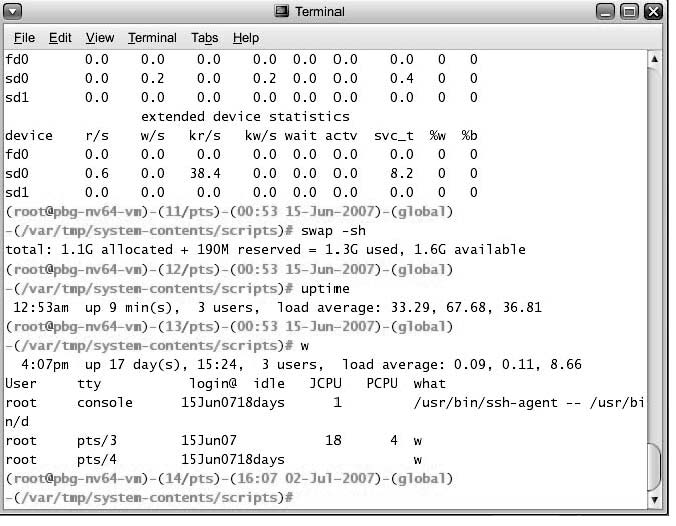 Terminal
File Edit View Terminal Tabs Help
fd0 0.0 0.0 0.0 0.0 0.0 0.0 0.0 0 0
sd0 0.0 0.2 0.0 0.2 0.0 0.0 0.4 0 0
sd1 0.0 0.0 0.0 0.0 0.0 0.0 0.0 0 0
extended device statistics
device r/s w/s kr/s kw/s wait actv svc_t %w %b
fd0 0.0 0.0 0.0 0.0 0.0 0.0 0.0 0 0
sd0 0.6 0.0 38.4 0.0 0.0 0.0 8.2 0 0
sd1 0.0 0.0 0.0 0.0 0.0 0.0 0.0 0 0
(root@pbg-nv64-vm)-(11/pts)-(00:53 15-Jun-2007)-(global)
-(/var/tmp/system-contents/scripts)# swap -sh
total: 1.1G allocated + 190M reserved = 1.3G used, 1.6G available
(root@pbg-nv64-vm)-(12/pts)-(00:53 15-Jun-2007)-(global)
-(/var/tmp/system-contents/scripts)# uptime
12:53am up 9 min(s), 3 users, load average: 33.29, 67.68, 36.81
(root@pbg-nv64-vm)-(13/pts)-(00:53 15-Jun-2007)-(global)
-(/var/tmp/system-contents/scripts)# w
4:07pm up 17 day(s), 15:24, 3 users, load average: 0.09, 0.11, 8.66
User tty login@ idle JCPU PCPU what
root console 15Jun0718days 1 /usr/bin/ssh-agent -- /usr/bi
n/d
root pts/3 15Jun07 18 4 w
root pts/4 15Jun0718days w
(root@pbg-nv64-vm)-(14/pts)-(16:07 02-Jul-2007)-(global)
-(/var/tmp/system-contents/scripts)#